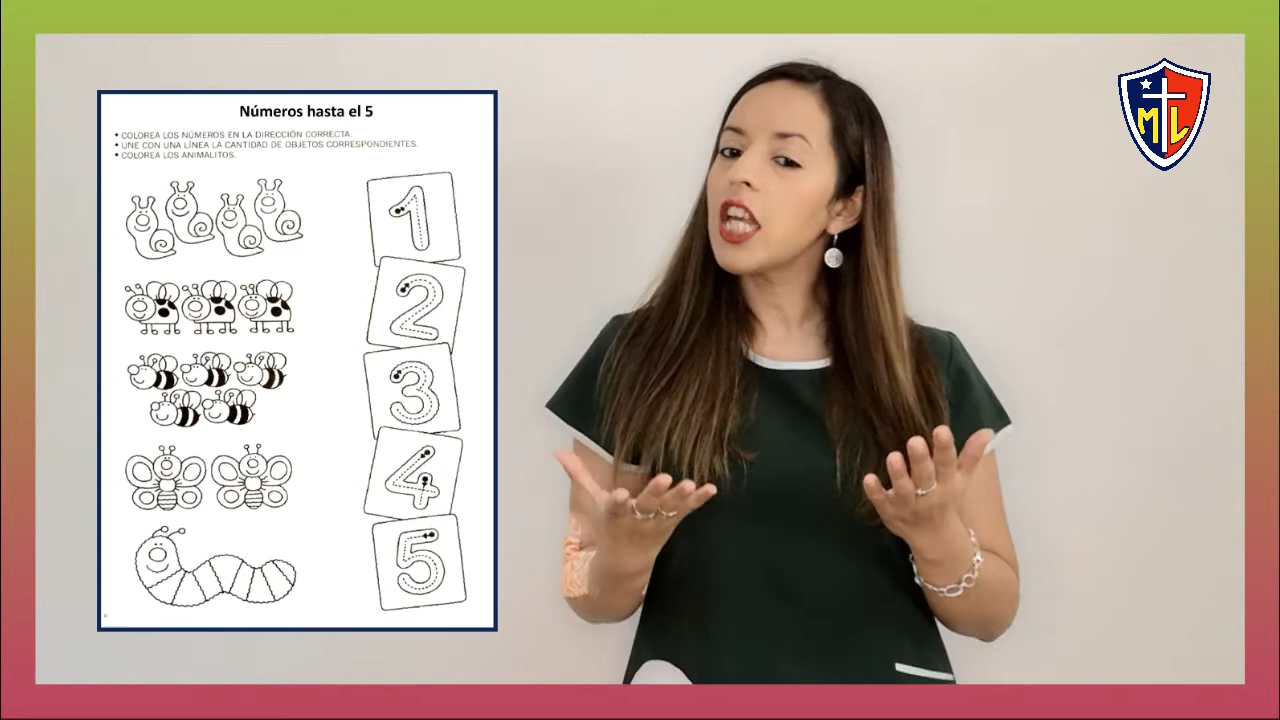 Números hasta el 5
• COLOREA LOS NÚMEROS EN LA DIRECCIÓN CORRECTA.
• UNE CON UNA LÍNEA LA CANTIDAD DE OBJETOS CORRESPONDIENTES.
• COLOREA LOS ANIMALITOS.
1
2
3
4
5
ML